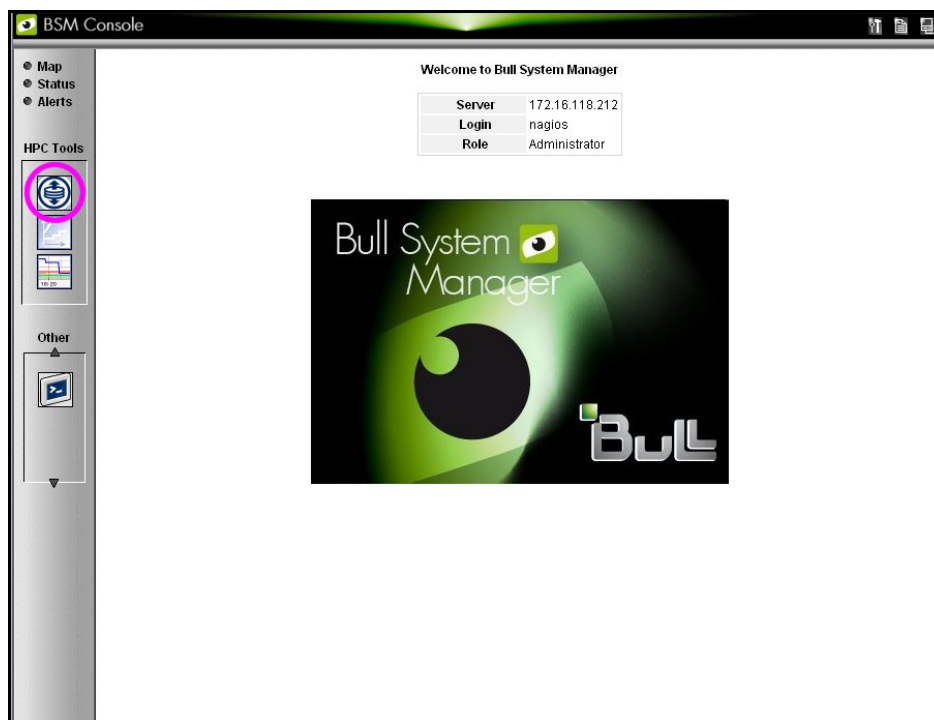 BSM Console
Map
Status
Alerts
HPC Tools
Other
Welcome to Bull System Manager
Server 172.16.118.212
Login nagios
Role Administrator
Bull System
Manager
Bull